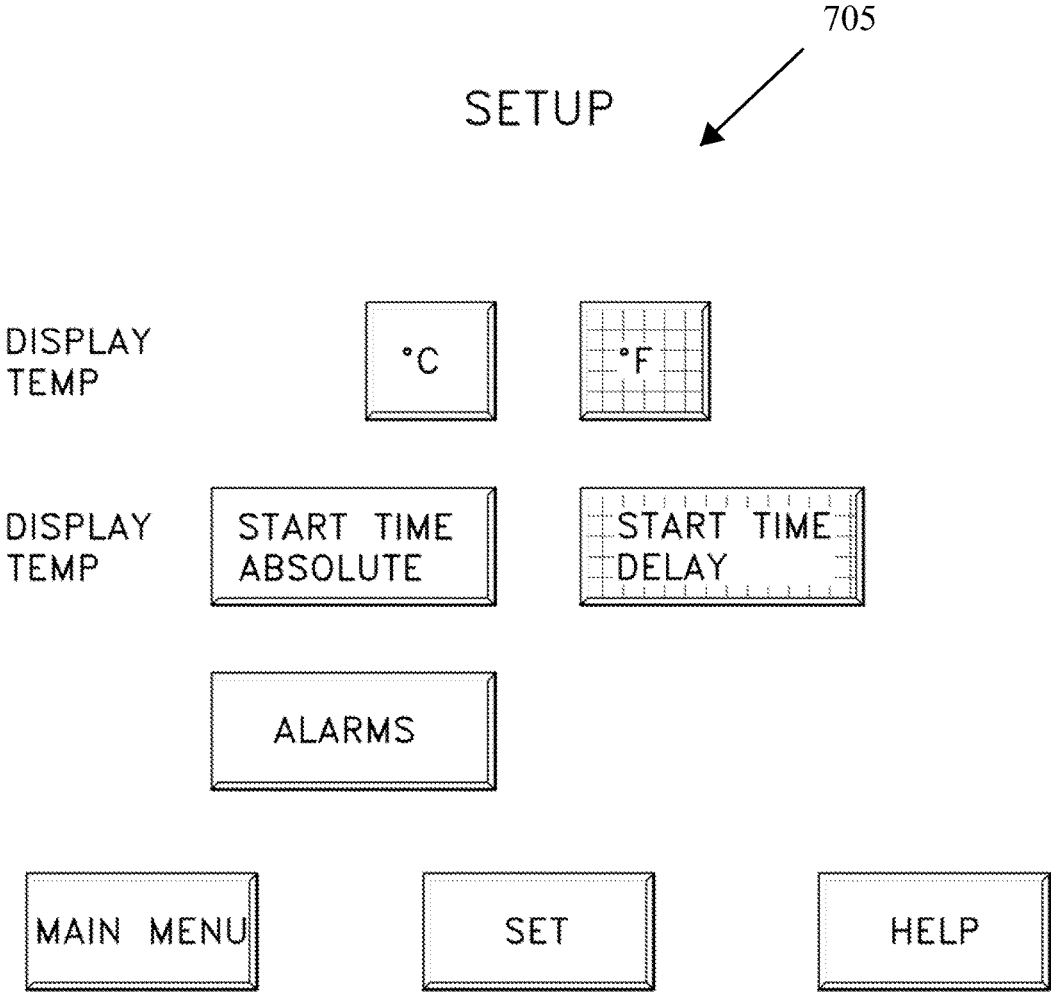 705
SETUP
DISPLAY
TEMP
°C
°F
DISPLAY
TEMP
START TIME
ABSOLUTE
START TIME
DELAY
ALARMS
MAIN MENU
SET
HELP